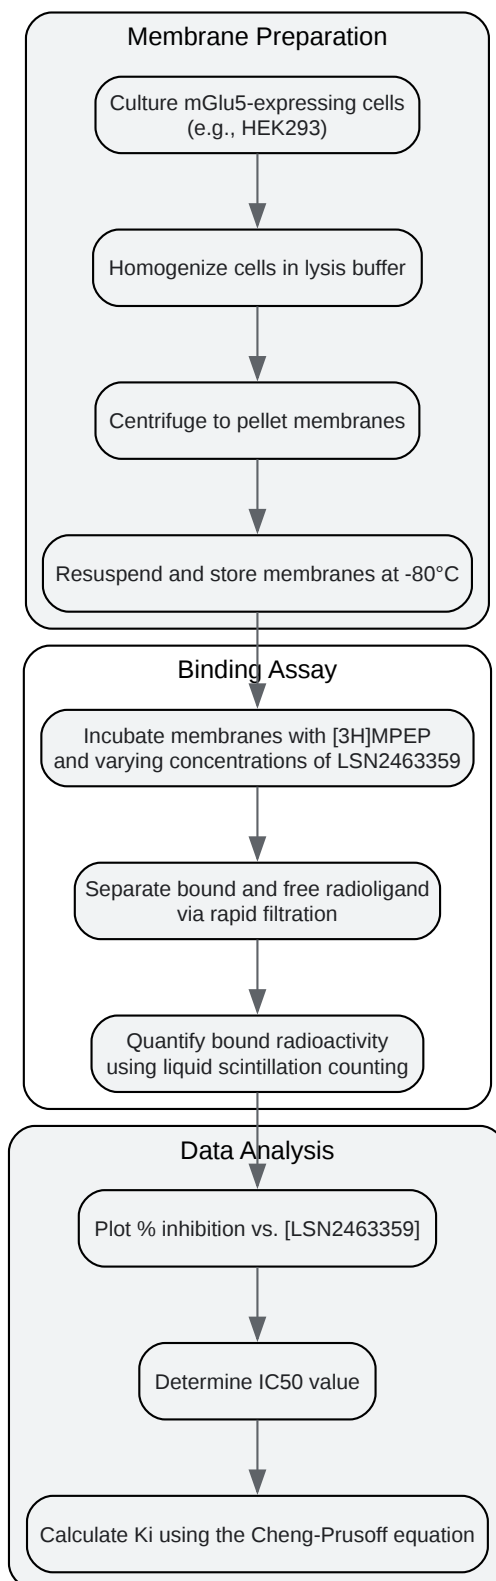 Membrane Preparation
Culture mGlu5-expressing cells
(e.g., HEK293)
Homogenize cells in lysis buffer
Centrifuge to pellet membranes
Resuspend and store membranes at -80°C
Binding Assay
Incubate membranes with [3H]MPEP
and varying concentrations of LSN2463359
Separate bound and free radioligand
via rapid filtration
Quantify bound radioactivity
using liquid scintillation counting
Data Analysis
Plot % inhibition vs. [LSN2463359]
Determine IC50 value
Calculate Ki using the Cheng-Prusoff equation